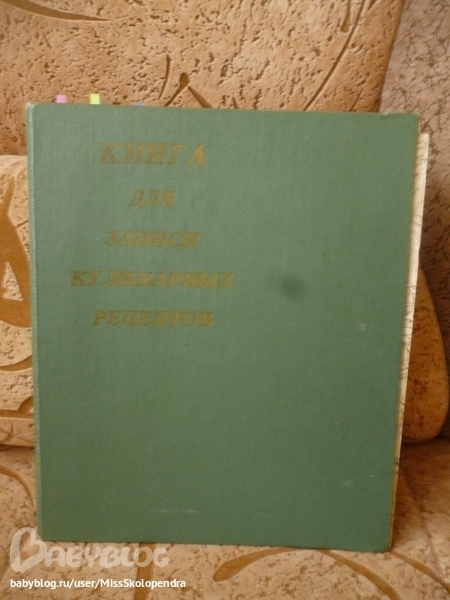 КНИГА
ДЛЯ
ЗАПИСИ
КУЛИНАРНЫХ
РЕЦЕПТОВ
BABYBLOG
babyblog.ru/user/MissSkolopendra